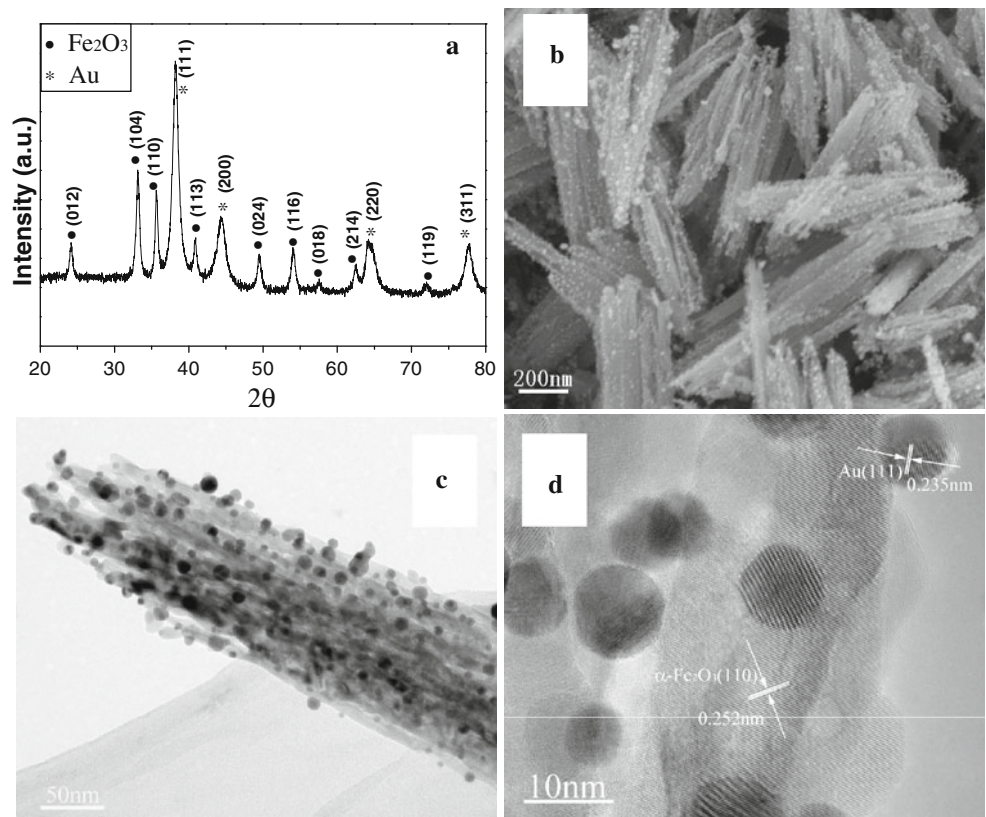 ● Fe2O3
* Au
a
Intensity (a.u.)
● (012)
● (104)
● (110)
* (111)
● (113)
* (200)
● (024)
● (116)
● (018)
● (214)
* (220)
● (119)
* (311)
20 30 40 50 60 70 80
2θ
b
200nm
c
50nm
d
Au(111)
0.235nm
α-Fe2O3(110)
0.252nm
10nm